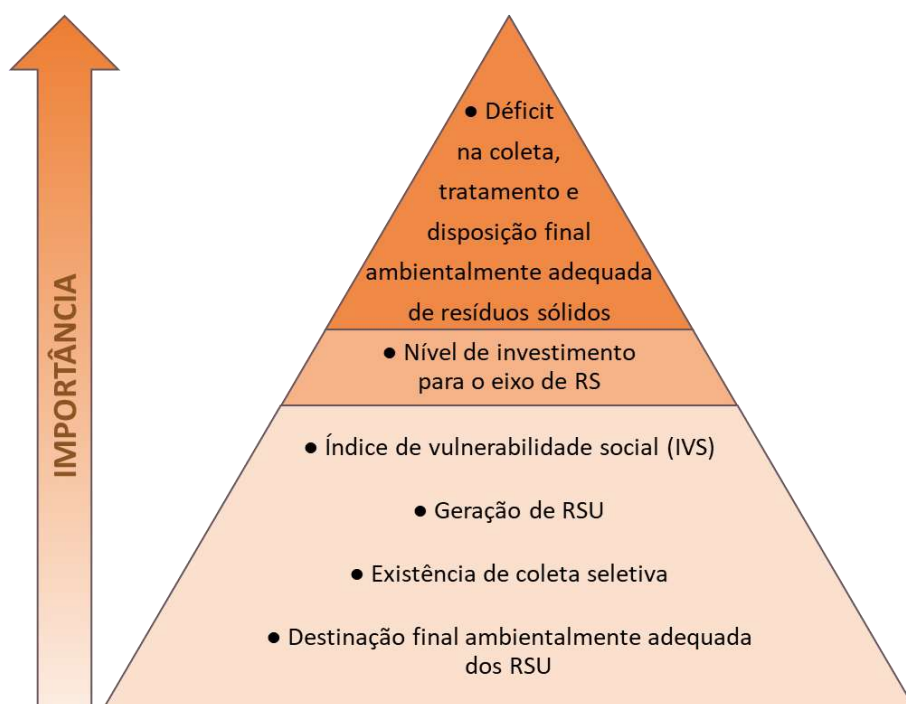 IMPORTÂNCIA
● Déficit
na coleta,
tratamento e
disposição final
ambientalmente adequada
de resíduos sólidos
● Nível de investimento
para o eixo de RS
● Índice de vulnerabilidade social (IVS)
● Geração de RSU
● Existência de coleta seletiva
● Destinação final ambientalmente adequada
dos RSU